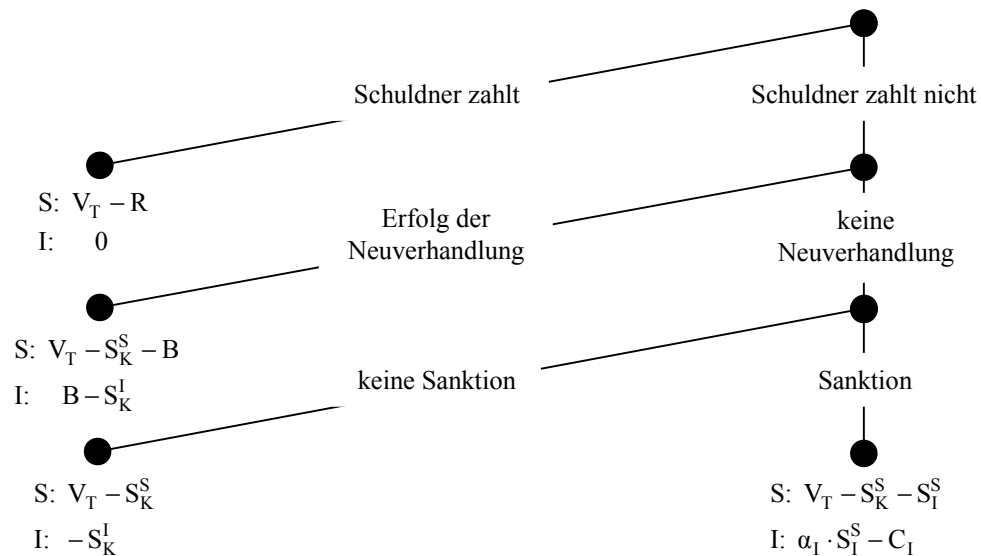 Schuldner zahlt
Schuldner zahlt nicht
S: V_T − R
I: 0
Erfolg der
Neuverhandlung
keine
Neuverhandlung
S: V_T − S_K^S − B
I: B − S_K^I
keine Sanktion
Sanktion
S: V_T − S_K^S
I: − S_K^I
S: V_T − S_K^S − S_I^S
I: α_I · S_I^S − C_I